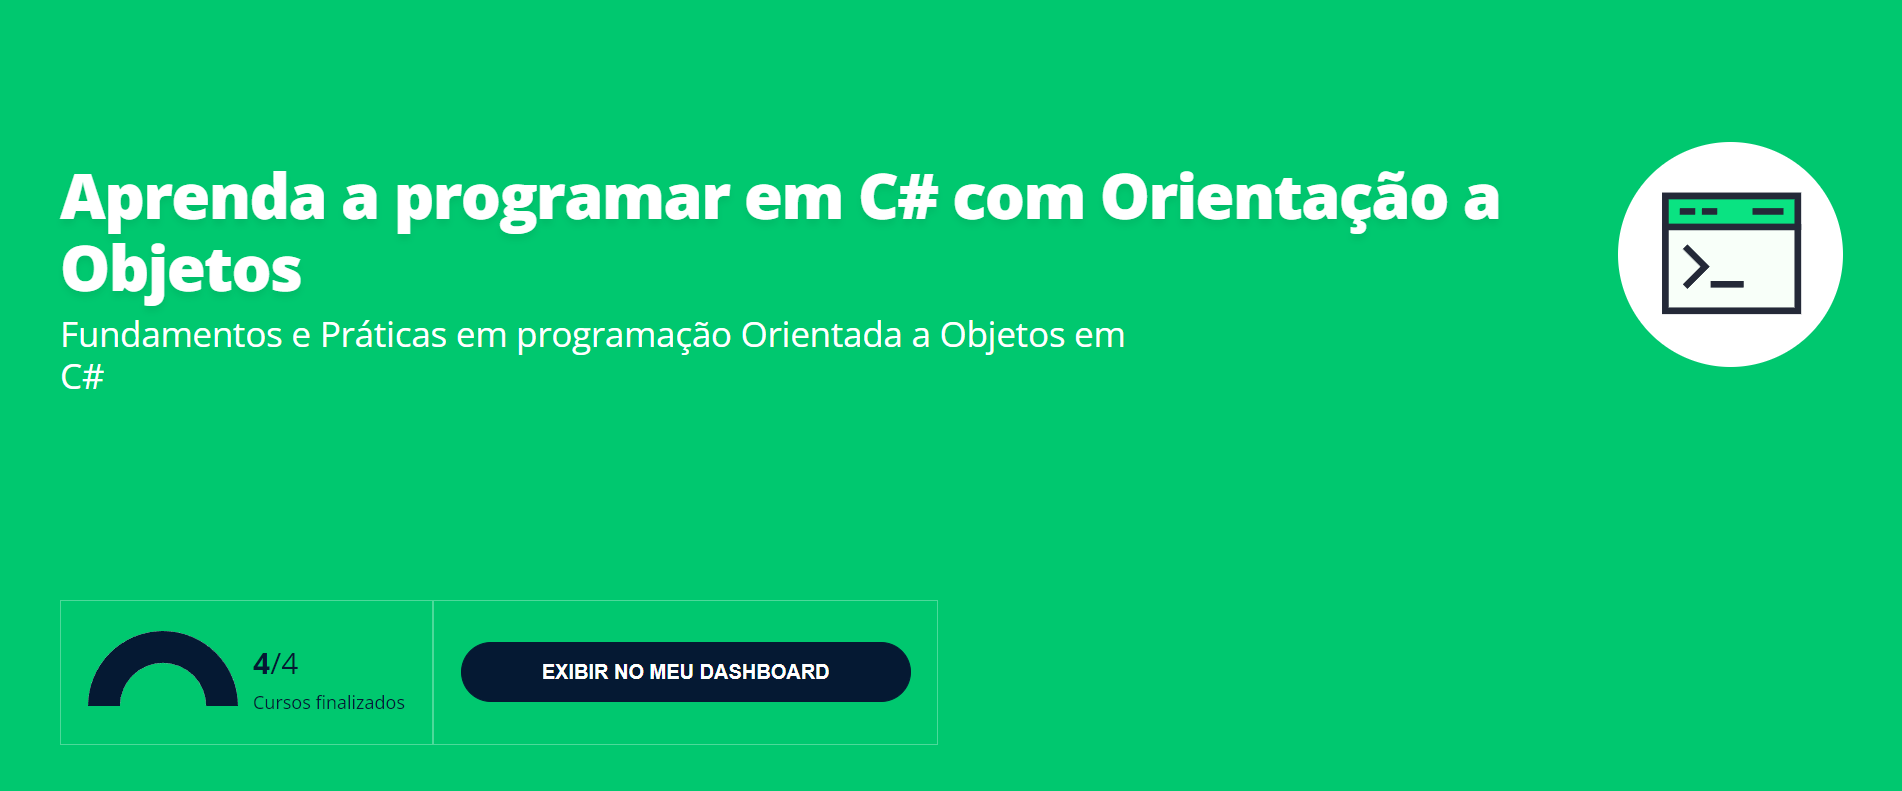 Aprenda a programar em C# com Orientação a
Objetos
Fundamentos e Práticas em programação Orientada a Objetos em
C#
4/4
Cursos finalizados
EXIBIR NO MEU DASHBOARD